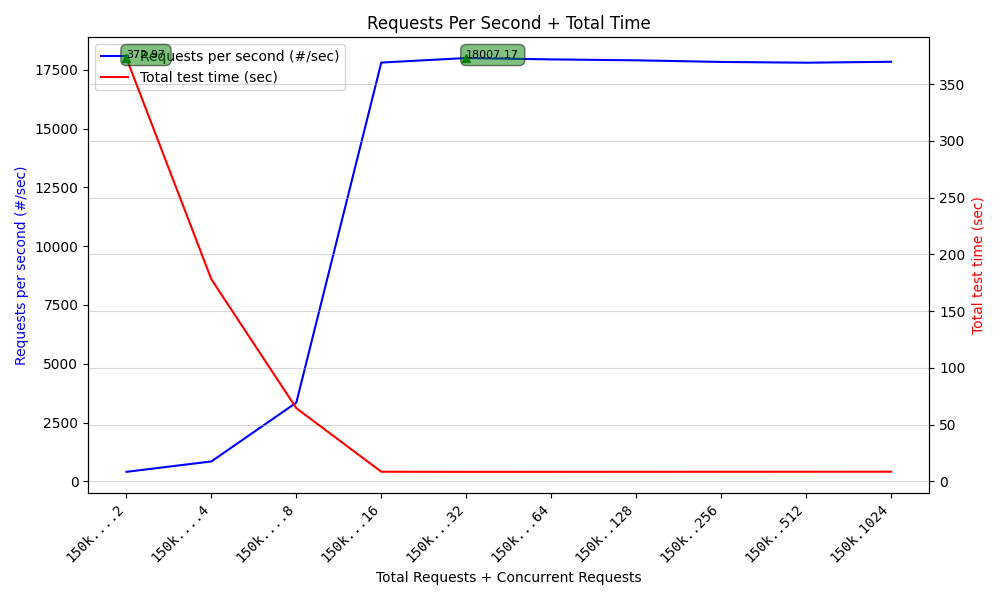 Requests Per Second + Total Time
372.97
18007.17
Requests per second (#/sec)
Total test time (sec)
17500
15000
12500
10000
7500
5000
2500
0
Requests per second (#/sec)
350
300
250
200
150
100
50
0
Total test time (sec)
150k....2
150k....4
150k....8
150k...16
150k...32
150k...64
150k..128
150k..256
150k..512
150k.1024
Total Requests + Concurrent Requests